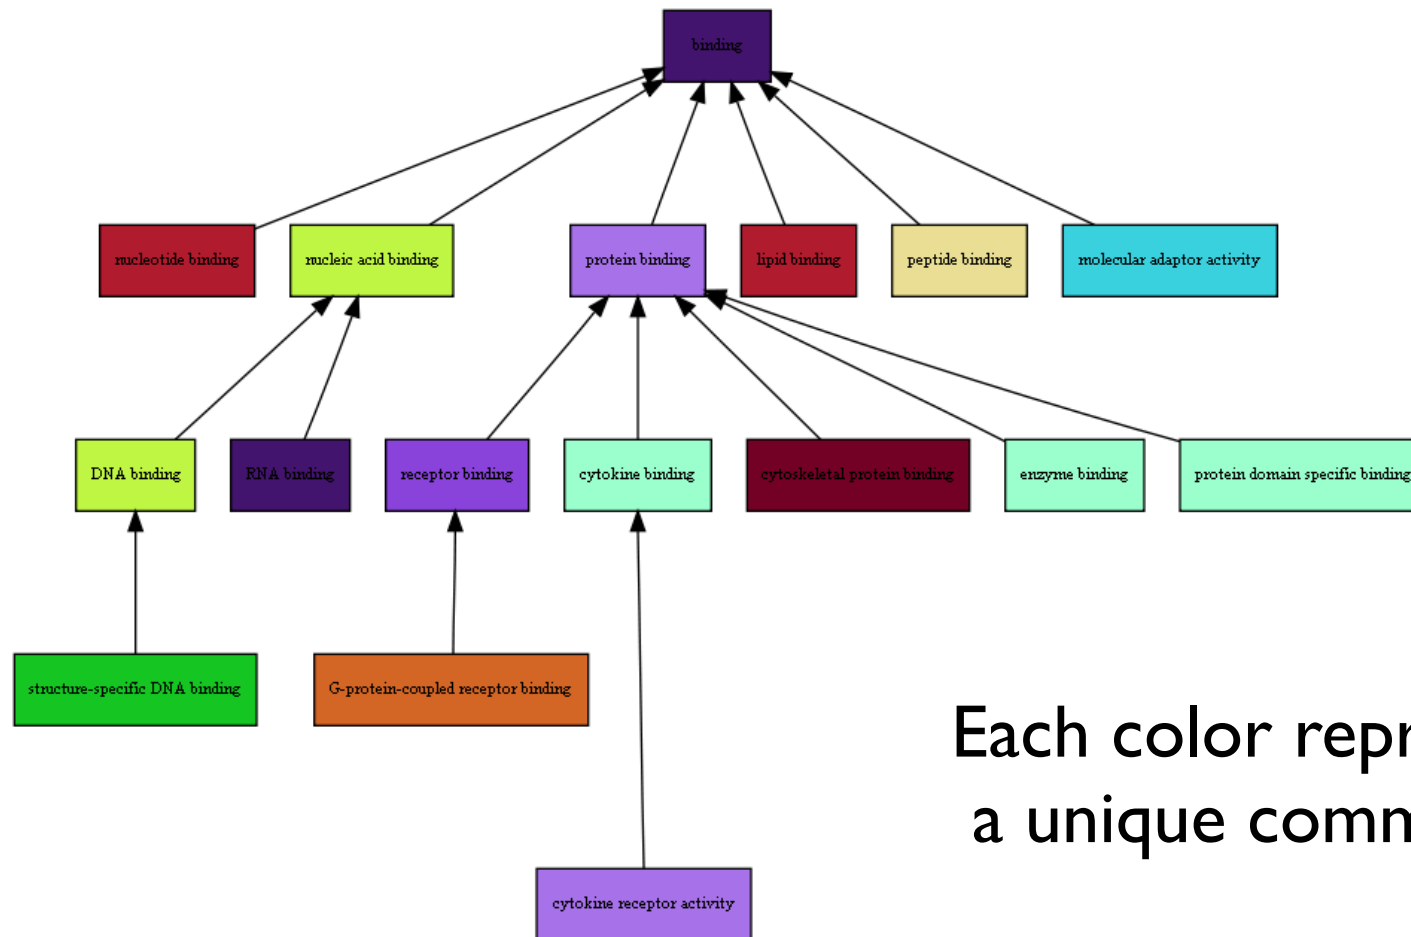 binding
nucleotide binding
nucleic acid binding
protein binding
lipid binding
peptide binding
molecular adaptor activity
DNA binding
RNA binding
receptor binding
cytokine binding
cytoskeletal protein binding
enzyme binding
protein domain specific binding
structure-specific DNA binding
G-protein-coupled receptor binding
Each color
a unique
cytokine receptor activity